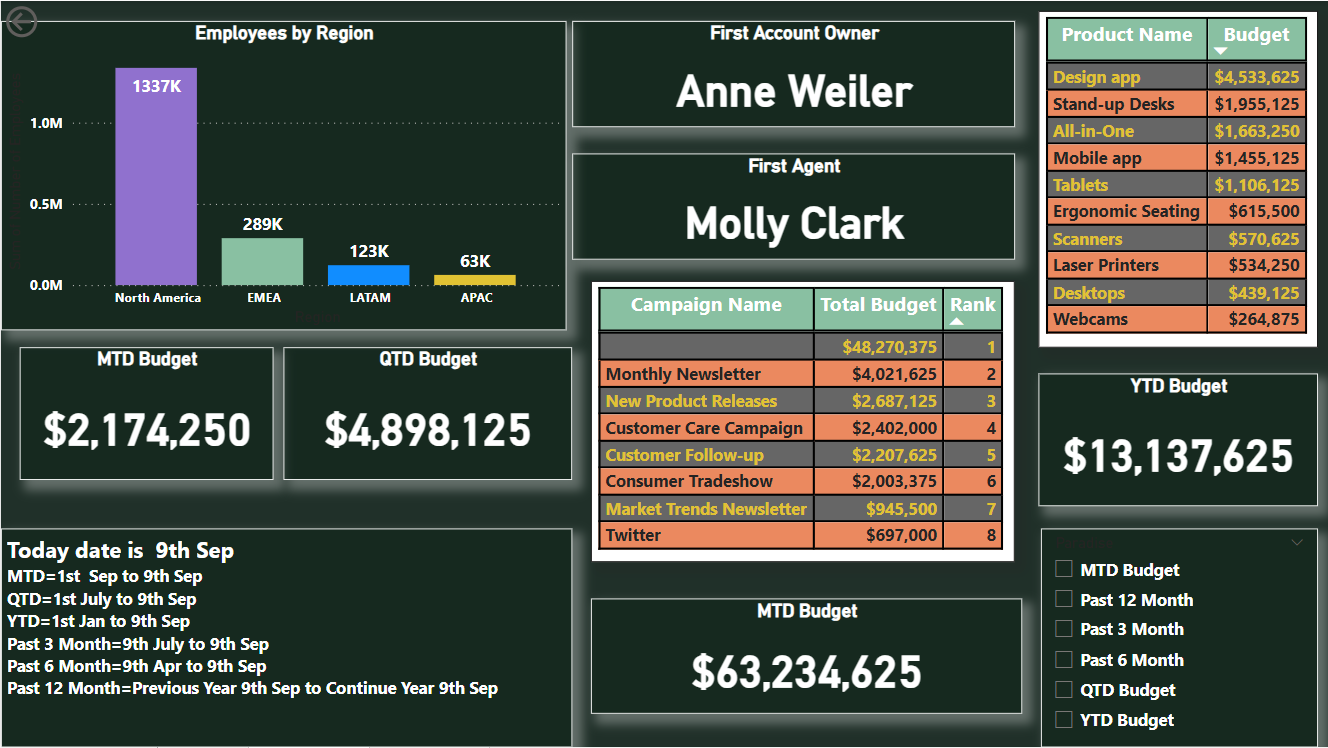 Employees by Region
1337K
1.0M
0.5M
289K
123K
63K
0.0M
North America EMEA LATAM APAC
First Account Owner
Anne Weiler
First Agent
Molly Clark
Product Name Budget
Design app $4,533,625
Stand-up Desks $1,955,125
All-in-One $1,663,250
Mobile app $1,455,125
Tablets $1,106,125
Ergonomic Seating $615,500
Scanners $570,625
Laser Printers $534,250
Desktops $439,125
Webcams $264,875
MTD Budget
$2,174,250
QTD Budget
$4,898,125
Campaign Name Total Budget Rank
$48,270,375 1
Monthly Newsletter $4,021,625 2
New Product Releases $2,687,125 3
Customer Care Campaign $2,402,000 4
Customer Follow-up $2,207,625 5
Consumer Tradeshow $2,003,375 6
Market Trends Newsletter $945,500 7
Twitter $697,000 8
YTD Budget
$13,137,625
Today date is 9th Sep
MTD=1st Sep to 9th Sep
QTD=1st July to 9th Sep
YTD=1st Jan to 9th Sep
Past 3 Month=9th July to 9th Sep
Past 6 Month=9th Apr to 9th Sep
Past 12 Month=Previous Year 9th Sep to Continue Year 9th Sep
MTD Budget
$63,234,625
MTD Budget
Past 12 Month
Past 3 Month
Past 6 Month
QTD Budget
YTD Budget